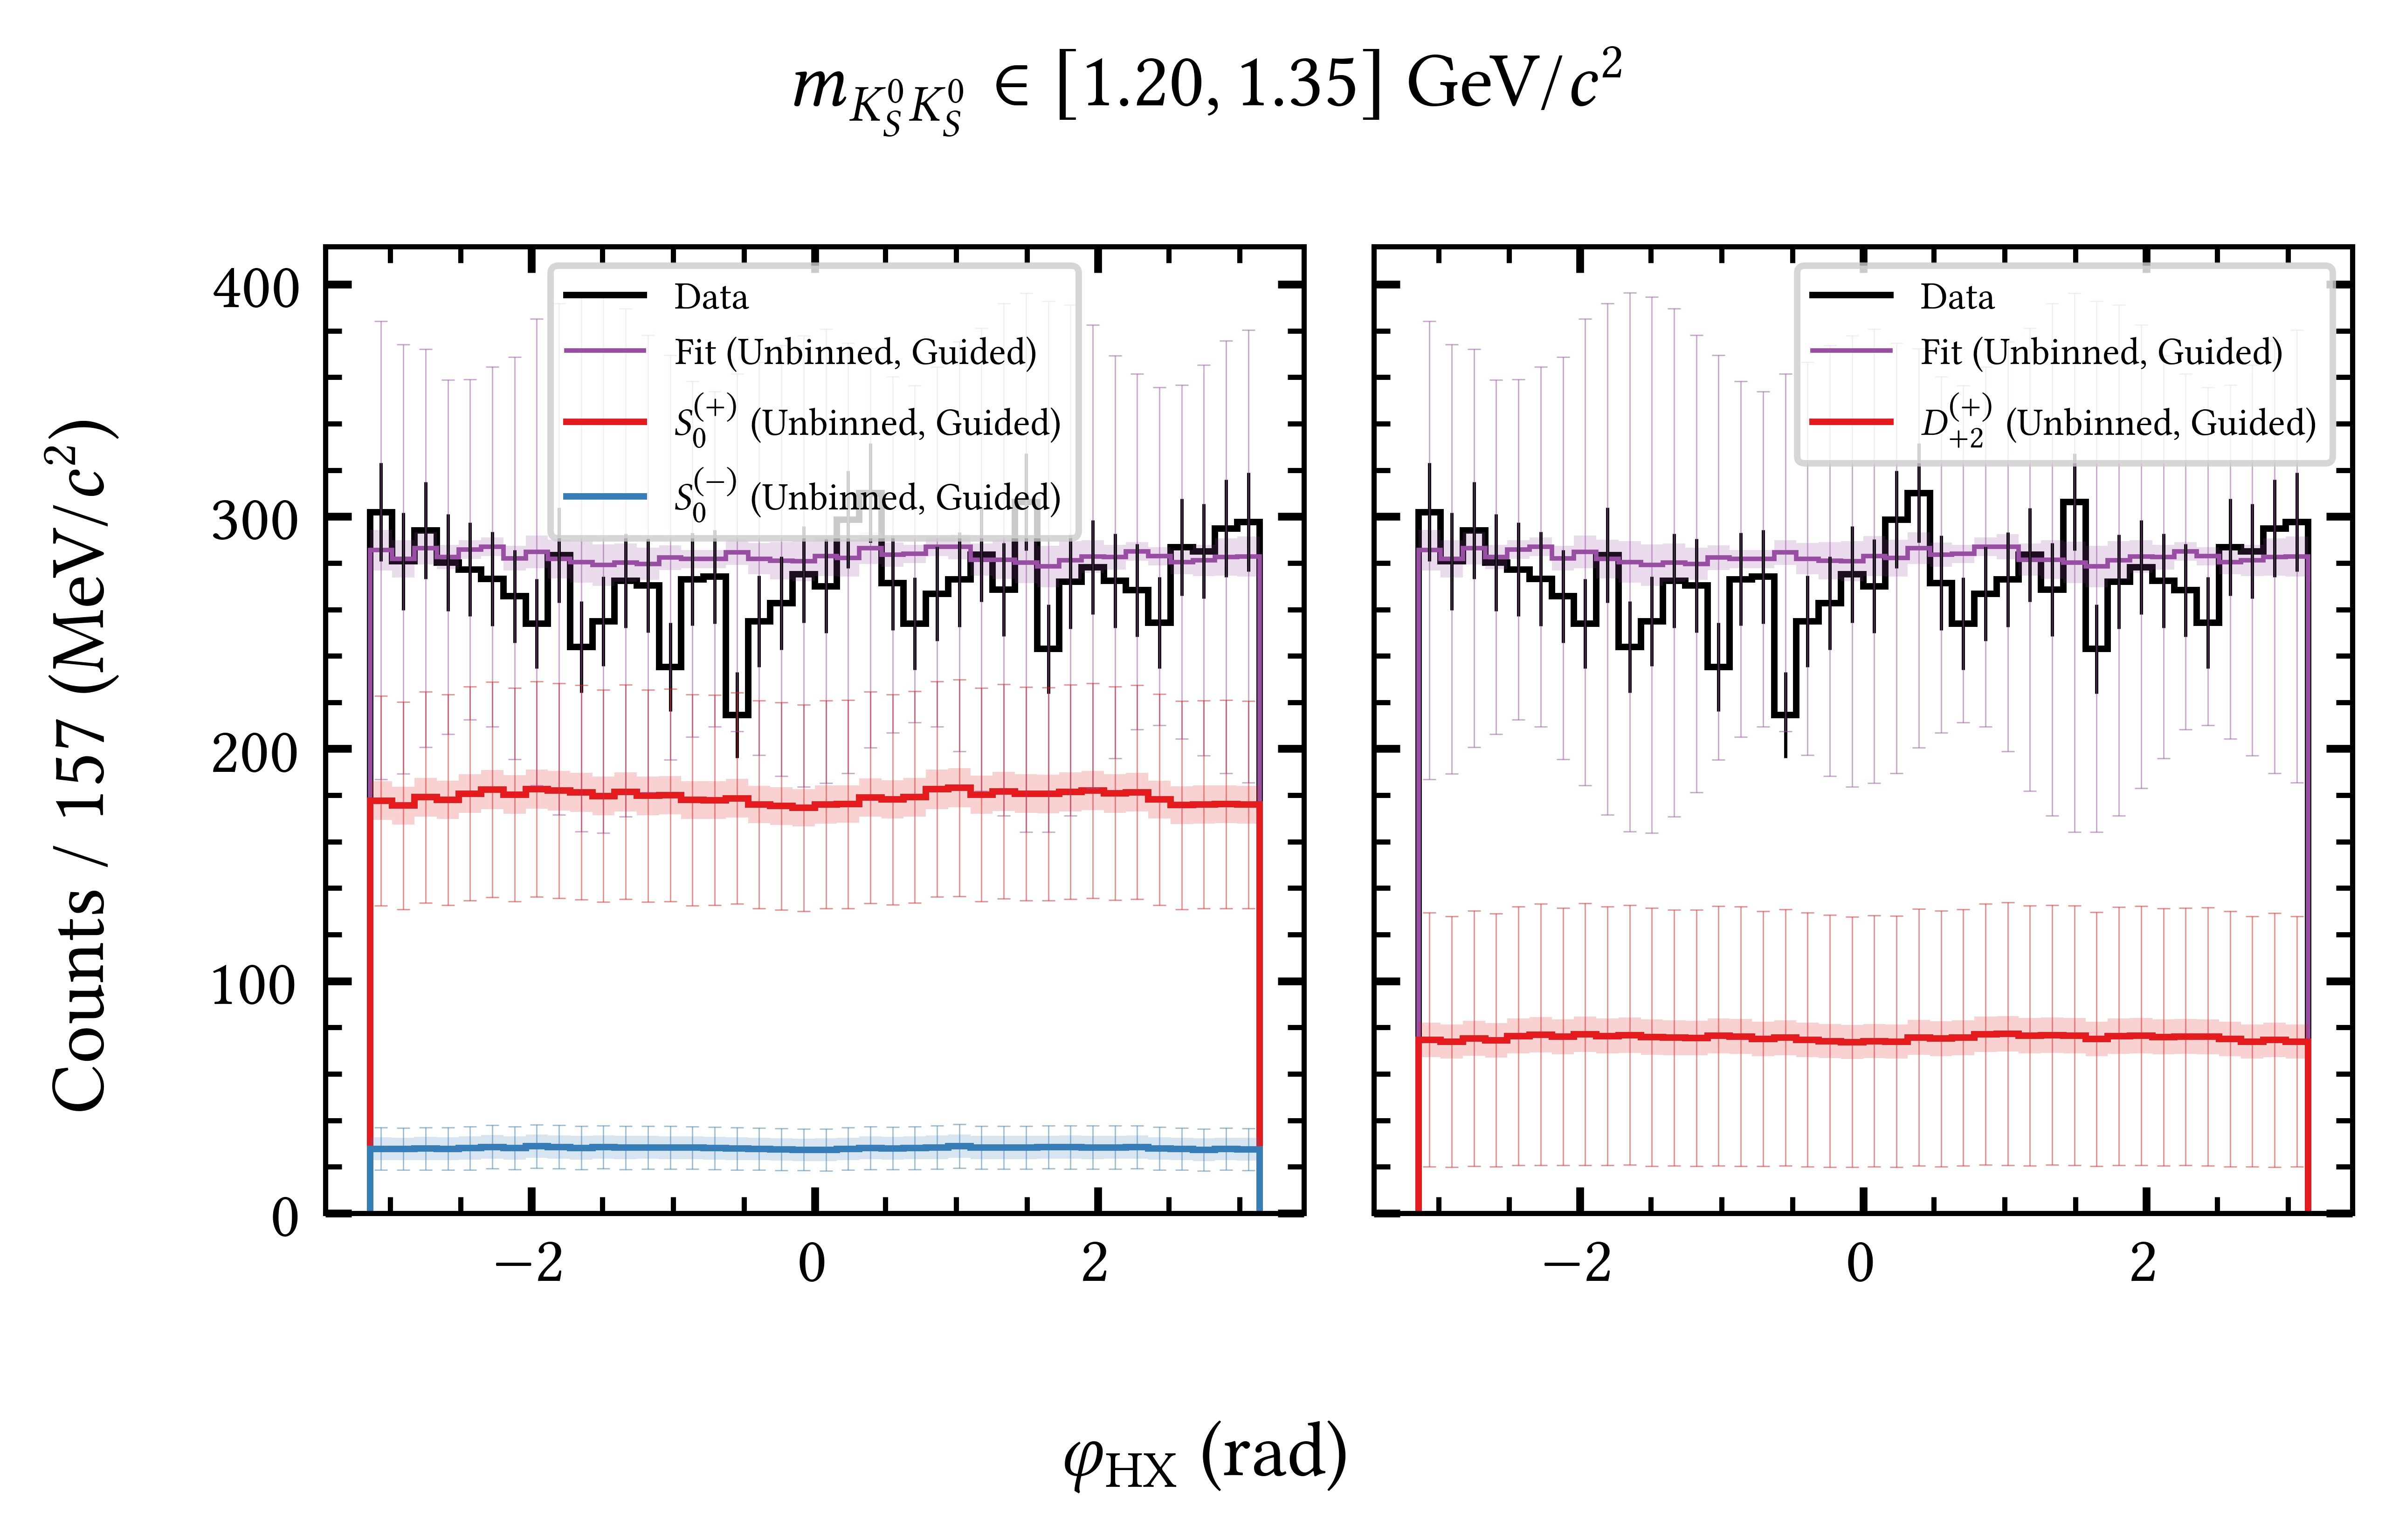 m_{K_S^0 K_S^0} ∈ [1.20, 1.35] GeV/c²
Counts / 157 (MeV/c²)
400
300
200
100
0
Data
Fit (Unbinned, Guided)
S_0^{(+)} (Unbinned, Guided)
S_0^{(−)} (Unbinned, Guided)
Data
Fit (Unbinned, Guided)
D_{+2}^{(+)} (Unbinned, Guided)
−2 0 2
−2 0 2
φ_HX (rad)